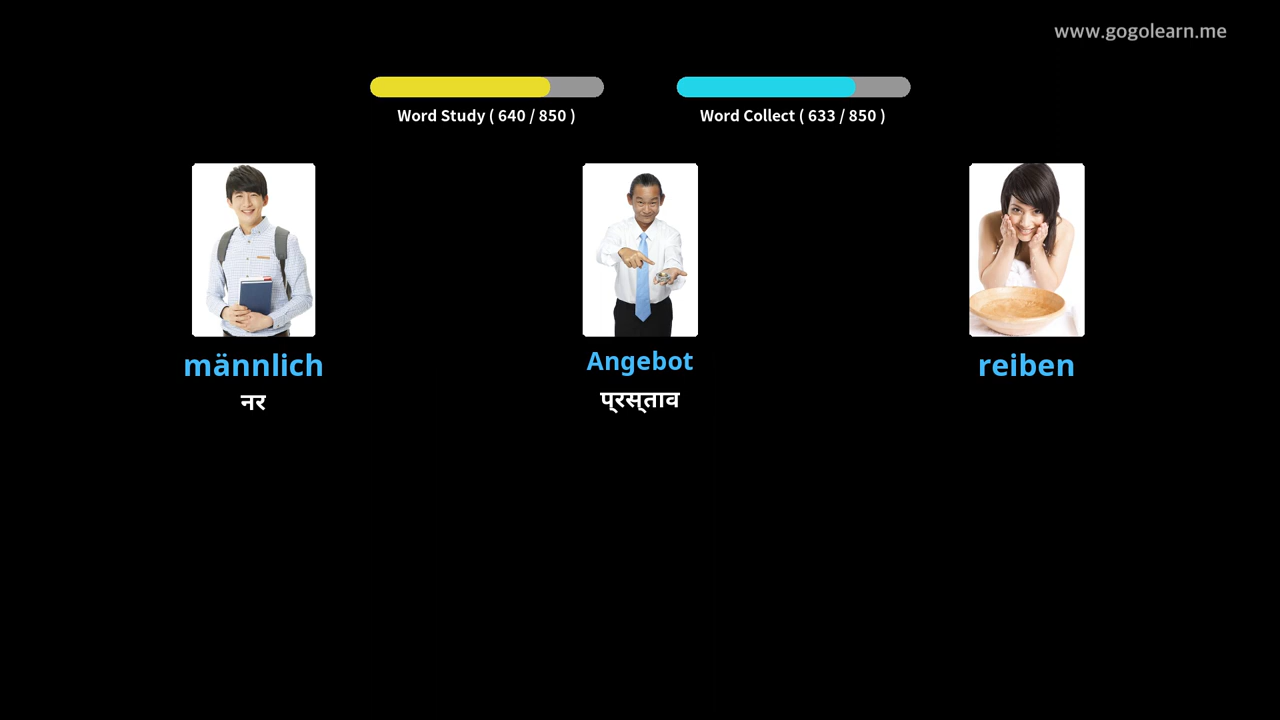 www.gogolearn.me
Word Study ( 640 / 850 )
Word Collect ( 633 / 850 )
männlich
Angebot
reiben
नर
प्रस्ताव